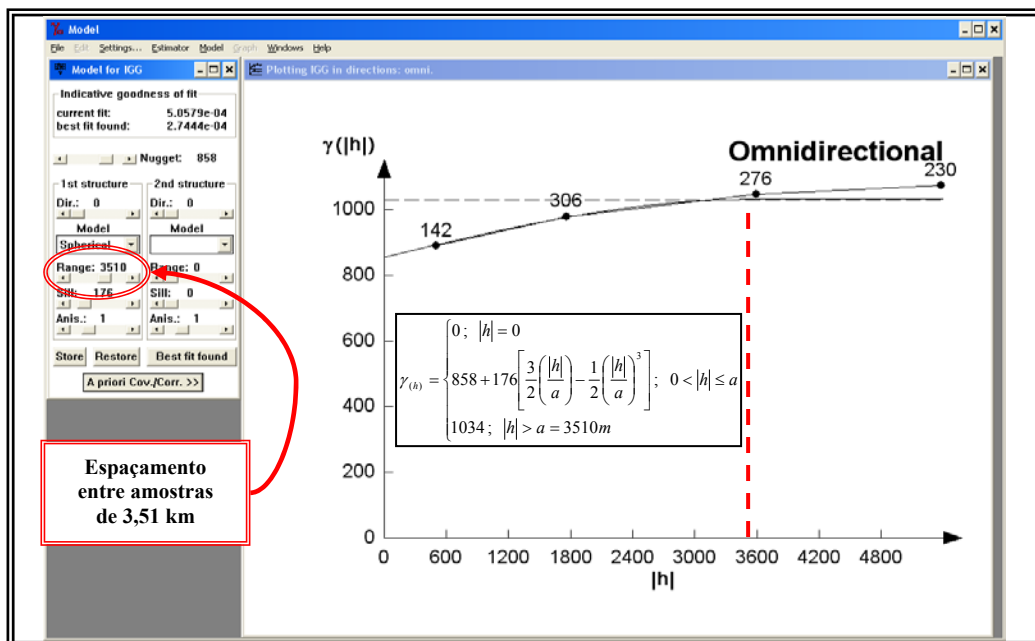 Model
File Edit Settings... Estimator Model Graph Windows Help
Model for IGG
Indicative goodness of fit
current fit: 5.0579e-04
best fit found: 2.7444e-04
Nugget: 858
1st structure
Dir.: 0
Model
Spherical
Range: 3510
Sill: 176
Anis.: 1
2nd structure
Dir.: 0
Model
Range: 0
Sill: 0
Anis.: 1
Store Restore Best fit found
A priori Cov./Corr. >>
Espaçamento
entre amostras
de 3,51 km
Plotting IGG in directions: omni.
γ(|h|)
Omnidirectional
142 306 276 230
1000
800
600
400
200
0
0 600 1200 1800 2400 3000 3600 4200 4800
|h|
0 ; |h| = 0
γ(h) = 858 + 176[3/2(|h|/a) − 1/2(|h|/a)³] ; 0 < |h| ≤ a
1034 ; |h| > a = 3510m